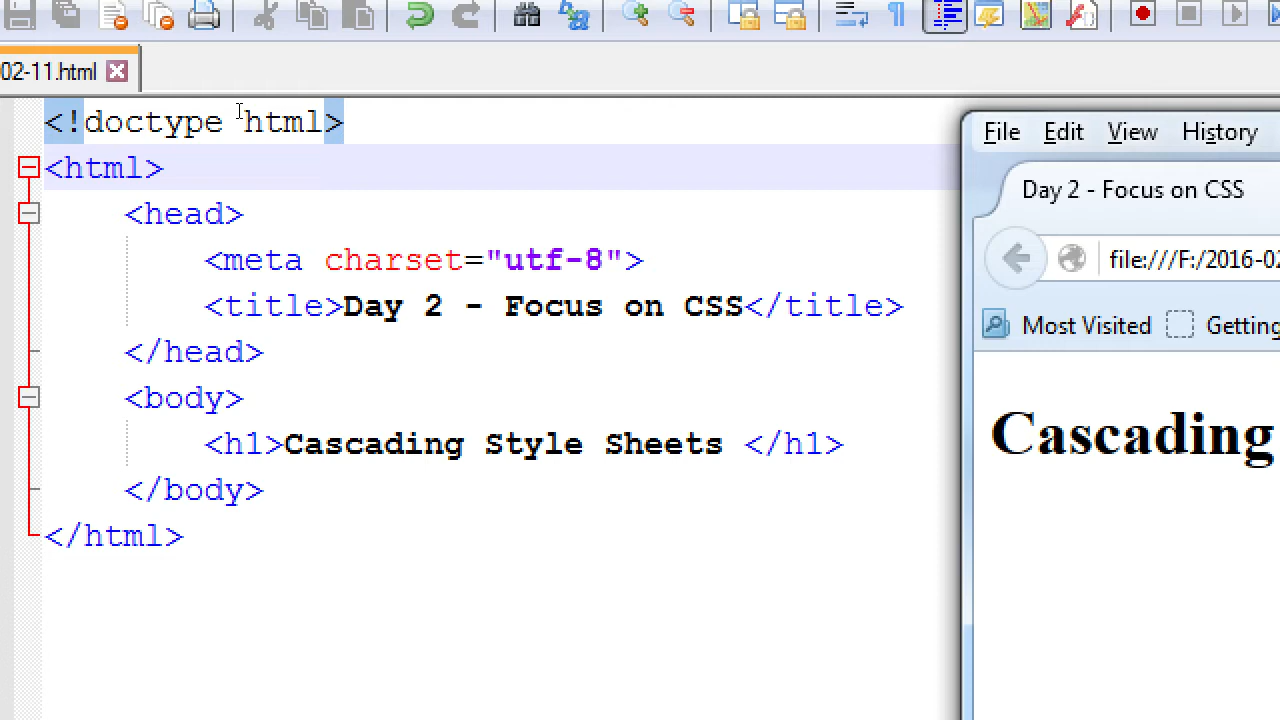 02-11.html
<!doctype html>
<html>
<head>
<meta charset="utf-8">
<title>Day 2 - Focus on CSS</title>
</head>
<body>
<h1>Cascading Style Sheets </h1>
</body>
</html>
File Edit View History
Day 2 - Focus on CSS
file:///F:/2016-02
Most Visited Getting
Cascading